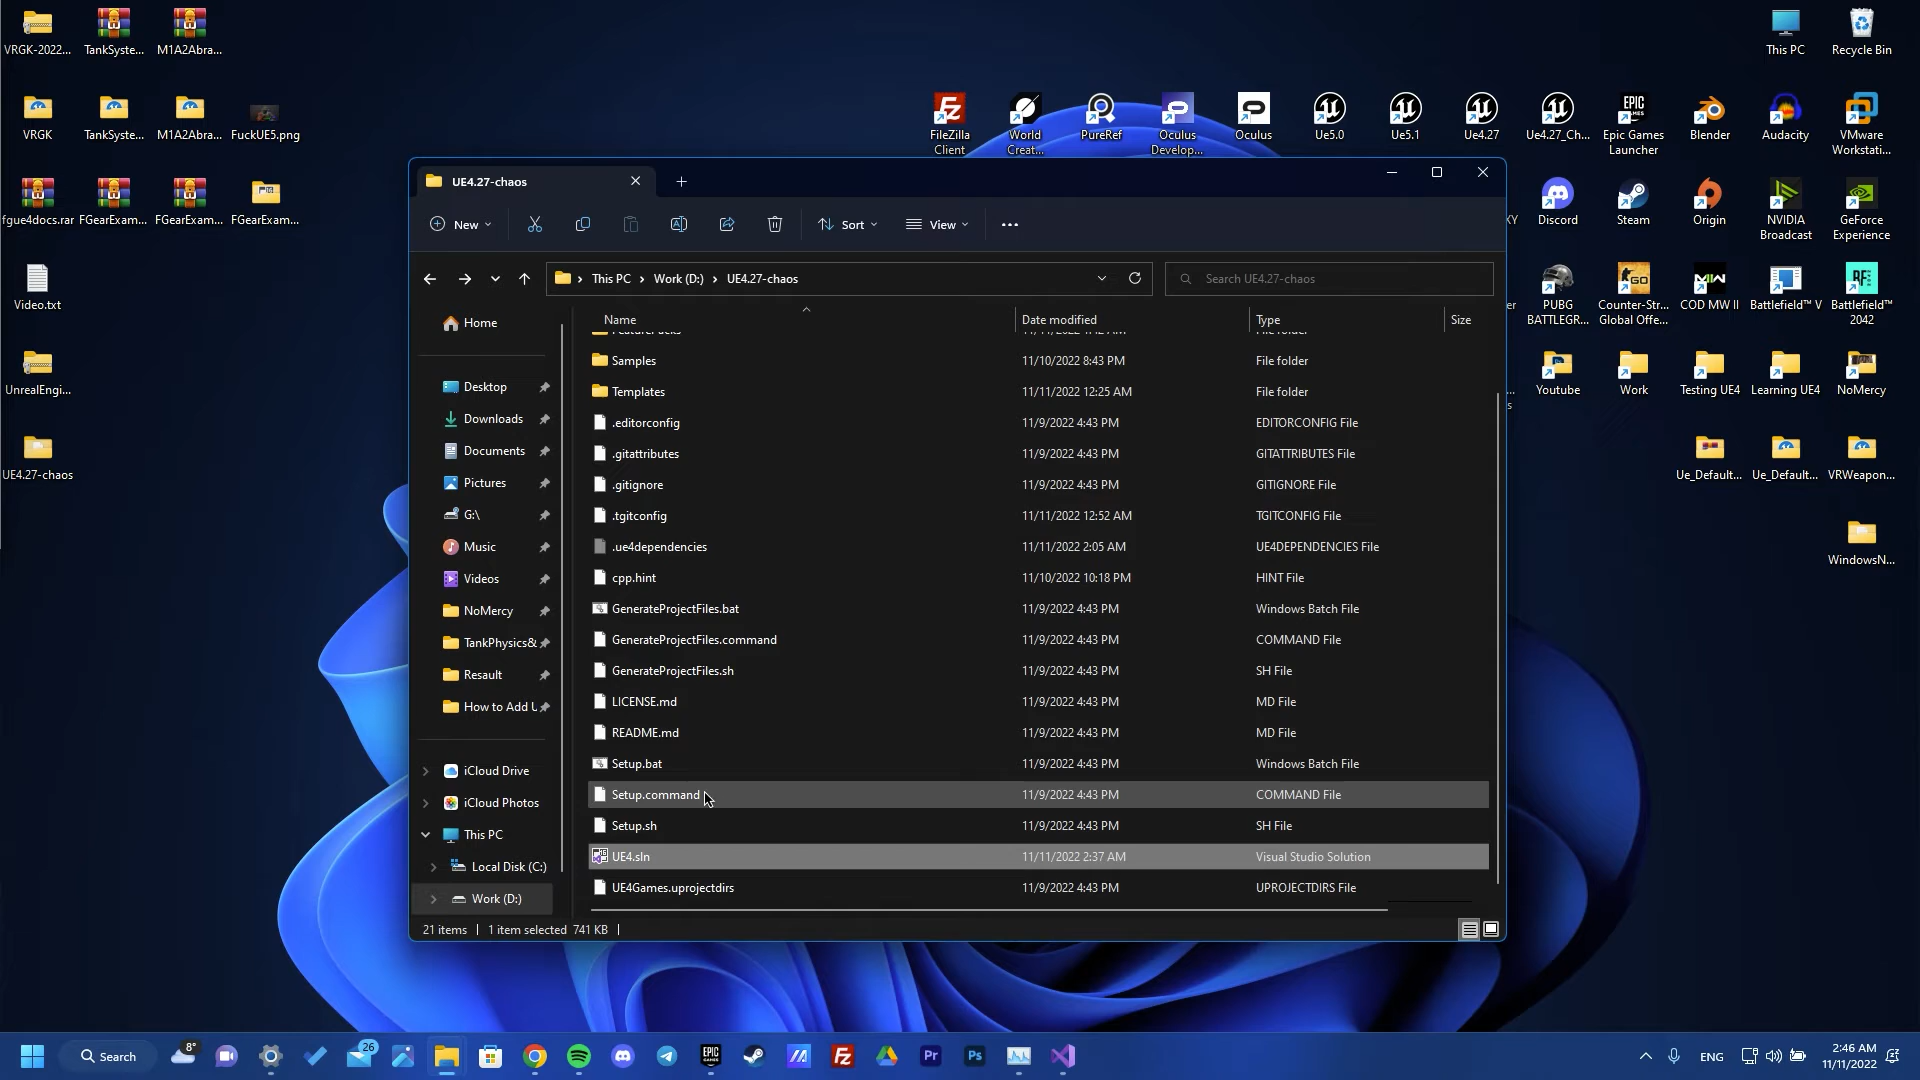 VRGK-2022...
TankSyste...
M1A2Abra...
This PC
Recycle Bin
VRGK
TankSyste...
M1A2Abra...
FuckUE5.png
FileZilla Client
World Creat...
PureRef
Oculus Develop...
Oculus
Ue5.0
Ue5.1
Ue4.27
Ue4.27_Ch...
Epic Games Launcher
Blender
Audacity
VMware Workstati...
fgue4docs.rar
FGearExam...
FGearExam...
FGearExam...
Discord
Steam
Origin
NVIDIA Broadcast
GeForce Experience
Video.txt
PUBG BATTLEGR...
Counter-Str... Global Offe...
COD MW II
Battlefield™ V
Battlefield™ 2042
UnrealEngi...
Youtube
Work
Testing UE4
Learning UE4
NoMercy
UE4.27-chaos
Ue_Default...
Ue_Default...
VRWeapon...
WindowsN...
UE4.27-chaos
New
Sort
View
This PC > Work (D:) > UE4.27-chaos
Search UE4.27-chaos
Home
Desktop
Downloads
Documents
Pictures
G:\
Music
Videos
NoMercy
TankPhysics&
Resault
How to Add U
iCloud Drive
iCloud Photos
This PC
Local Disk (C:)
Work (D:)
Name Date modified Type Size
FeaturePacks 11/11/2022 1:42 AM File folder
Samples 11/10/2022 8:43 PM File folder
Templates 11/11/2022 12:25 AM File folder
.editorconfig 11/9/2022 4:43 PM EDITORCONFIG File
.gitattributes 11/9/2022 4:43 PM GITATTRIBUTES File
.gitignore 11/9/2022 4:43 PM GITIGNORE File
.tgitconfig 11/11/2022 12:52 AM TGITCONFIG File
.ue4dependencies 11/11/2022 2:05 AM UE4DEPENDENCIES File
cpp.hint 11/10/2022 10:18 PM HINT File
GenerateProjectFiles.bat 11/9/2022 4:43 PM Windows Batch File
GenerateProjectFiles.command 11/9/2022 4:43 PM COMMAND File
GenerateProjectFiles.sh 11/9/2022 4:43 PM SH File
LICENSE.md 11/9/2022 4:43 PM MD File
README.md 11/9/2022 4:43 PM MD File
Setup.bat 11/9/2022 4:43 PM Windows Batch File
Setup.command 11/9/2022 4:43 PM COMMAND File
Setup.sh 11/9/2022 4:43 PM SH File
UE4.sln 11/11/2022 2:37 AM Visual Studio Solution
UE4Games.uprojectdirs 11/9/2022 4:43 PM UPROJECTDIRS File
21 items | 1 item selected 741 KB |
Search
8°
26
ENG
2:46 AM
11/11/2022